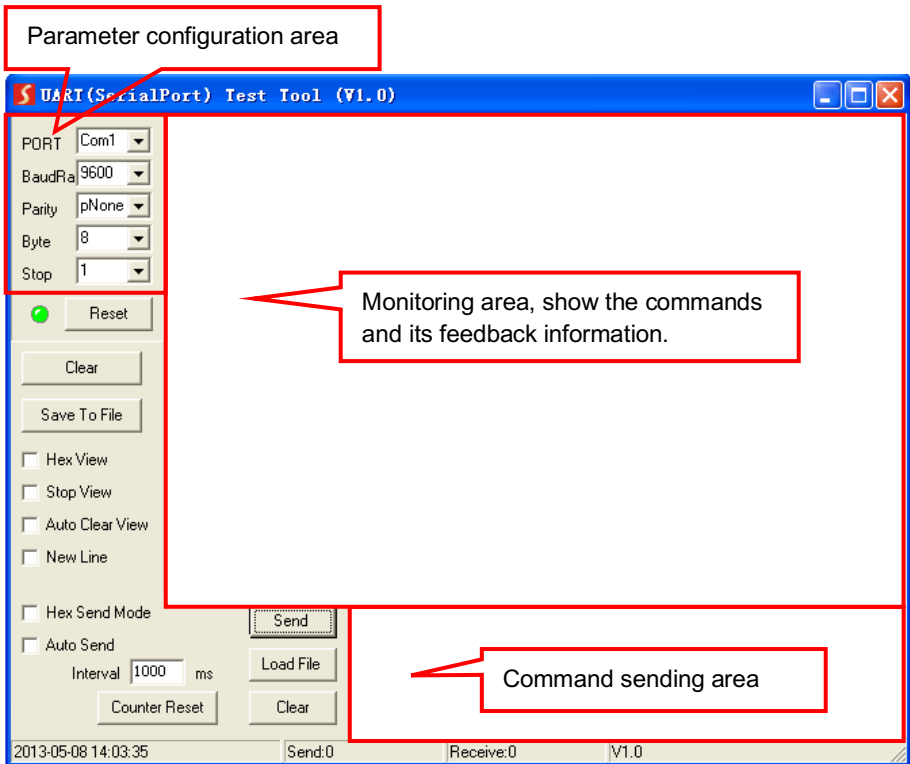 Parameter configuration area
UART(SerialPort) Test Tool (V1.0)
PORT Com1
BaudRa 9600
Parity pNone
Byte 8
Stop 1
Reset
Monitoring area, show the commands
and its feedback information.
Clear
Save To File
Hex View
Stop View
Auto Clear View
New Line
Hex Send Mode
Send
Auto Send
Interval 1000 ms
Load File
Command sending area
Counter Reset
Clear
2013-05-08 14:03:35 Send:0 Receive:0 V1.0